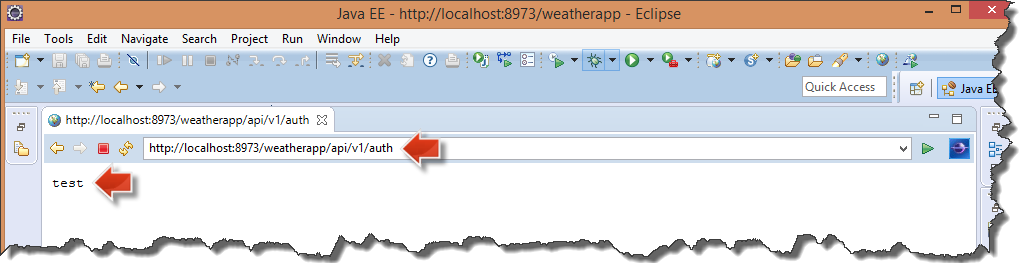 Java EE - http://localhost:8973/weatherapp - Eclipse
File Tools Edit Navigate Search Project Run Window Help
Quick Access
Java EE
http://localhost:8973/weatherapp/api/v1/auth
http://localhost:8973/weatherapp/api/v1/auth
test